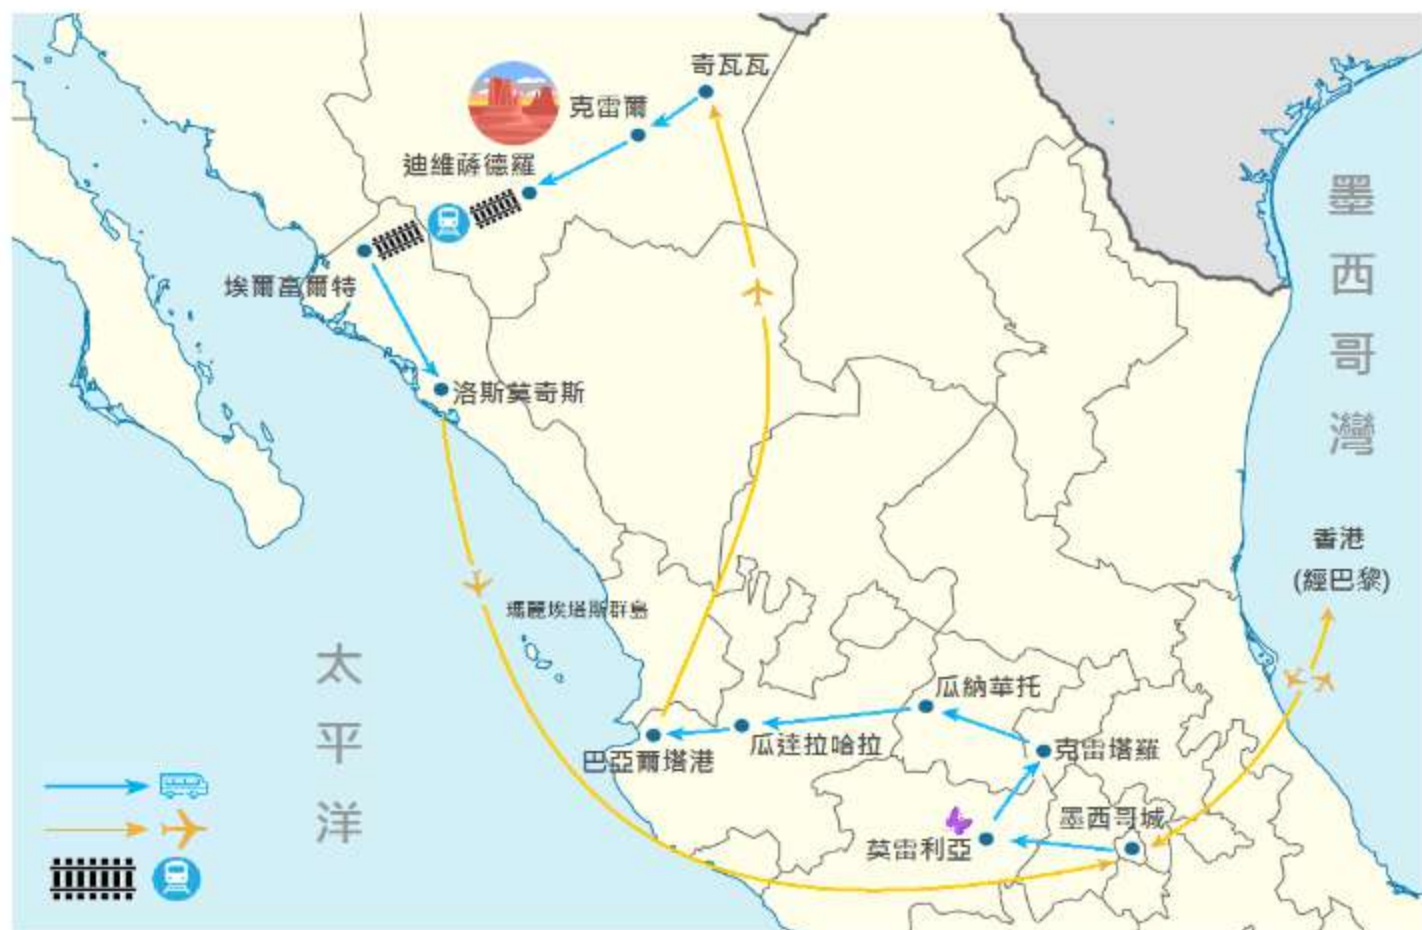 奇瓦瓦
克雷爾
迪維薩德羅
埃爾富爾特
洛斯莫奇斯
墨西哥灣
香港
(經巴黎)
瑪麗埃塔斯群島
太平洋
瓜納華托
瓜達拉哈拉
巴亞爾塔港
克雷塔羅
墨西哥城
莫雷利亞